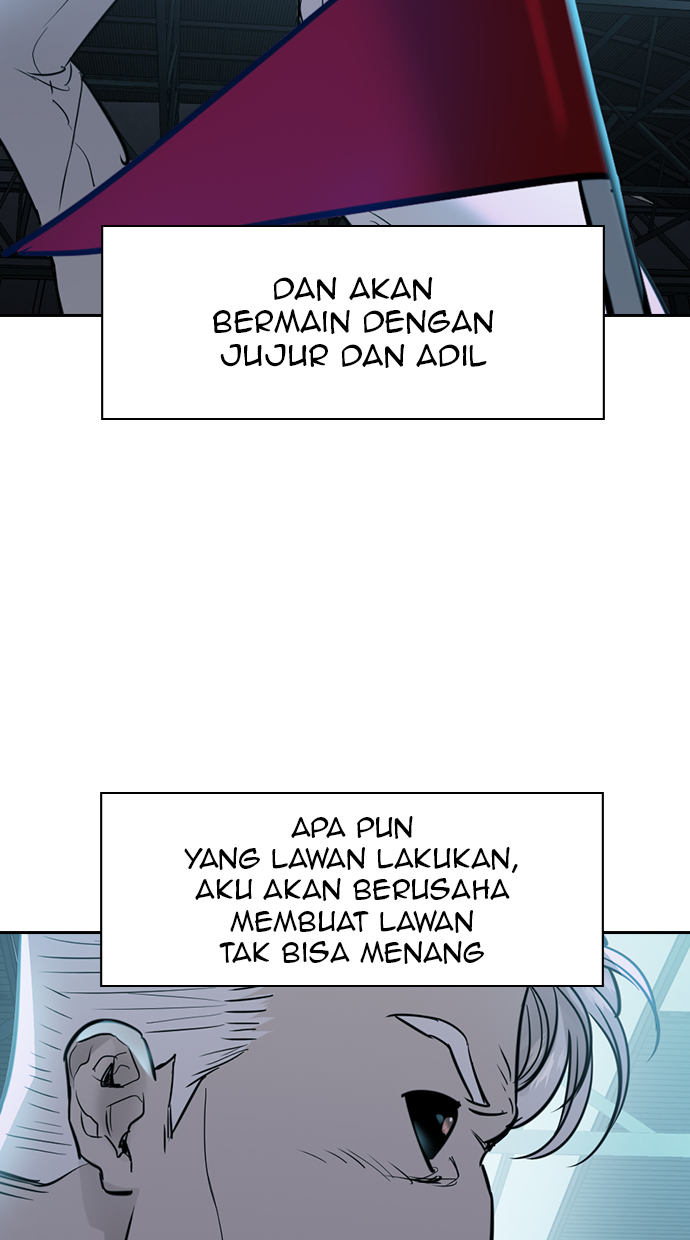 DAN AKAN
BERMAIN DENGAN
JUJUR DAN ADIL
APA PUN
YANG LAWAN LAKUKAN,
AKU AKAN BERUSAHA
MEMBUAT LAWAN
TAK BISA MENANG